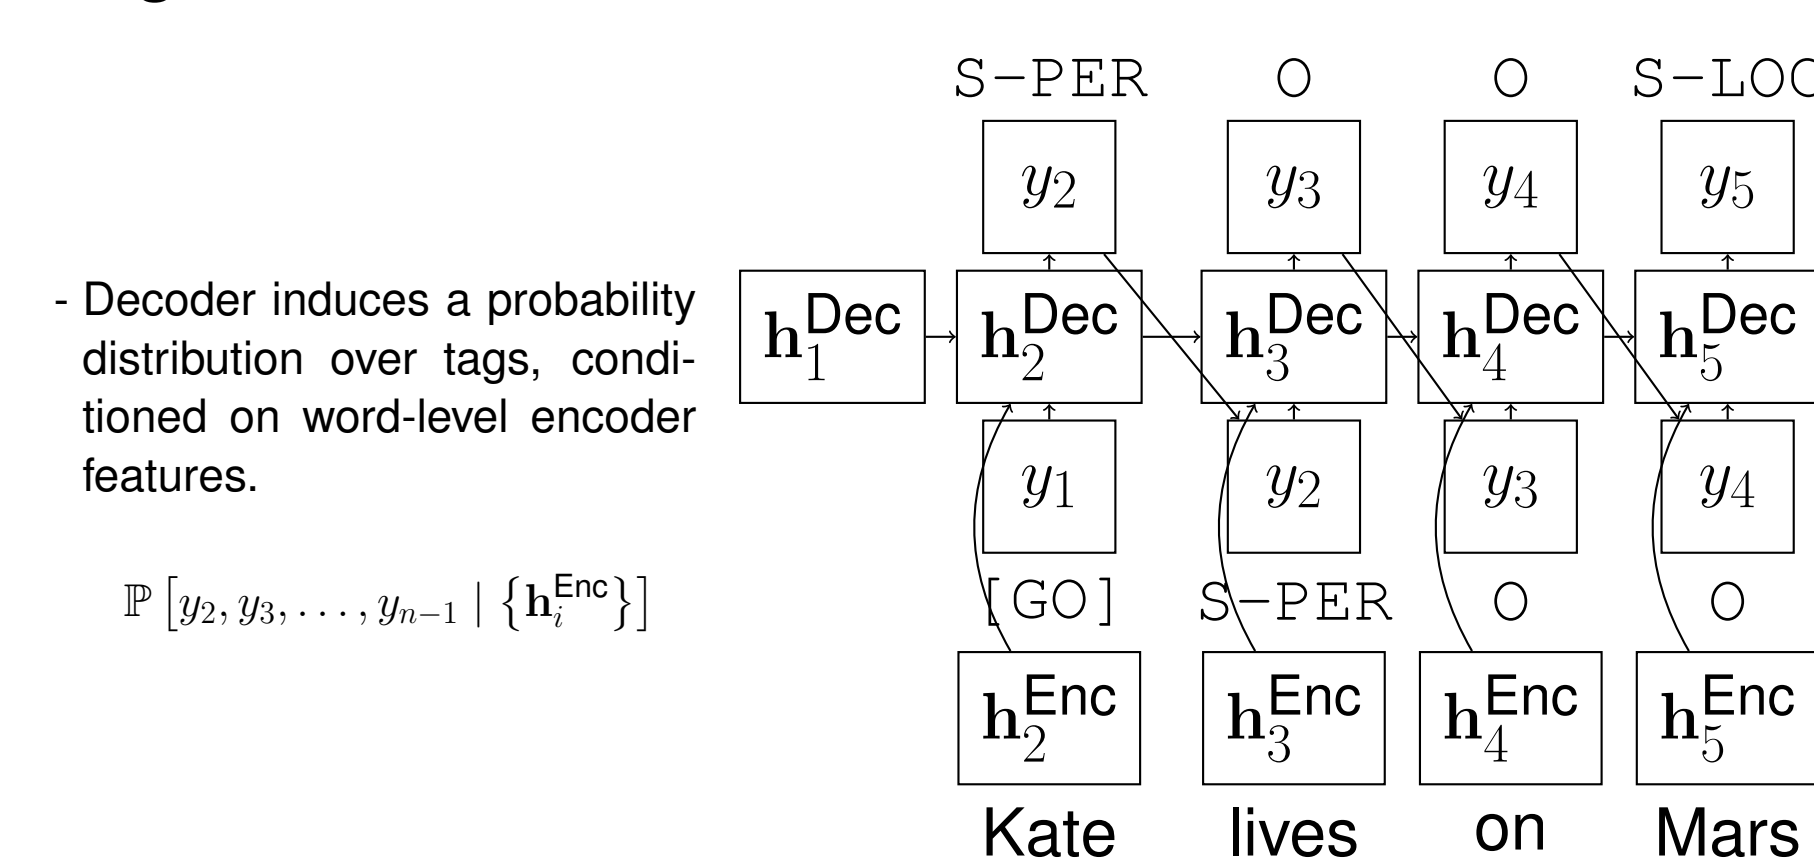 - Decoder induces a probability
distribution over tags, condi-
tioned on word-level encoder
features.
ℙ [y₂, y₃, . . . , yₙ₋₁ | {hᵢᴱⁿᶜ}]
S-PER O O S-LOC
y₂ y₃ y₄ y₅
h₁Dec h₂Dec h₃Dec h₄Dec h₅Dec
y₁ y₂ y₃ y₄
[GO] S-PER O O
h₂Enc h₃Enc h₄Enc h₅Enc
Kate lives on Mars